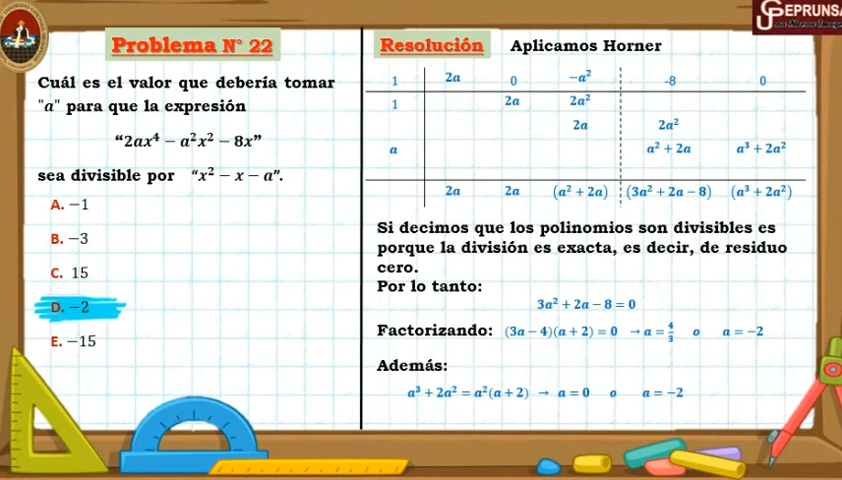 EPRUNSA
una Nueva Imagen
Problema N° 22
Cuál es el valor que debería tomar
"a" para que la expresión
“2ax⁴ − a²x² − 8x”
sea divisible por “x² − x − a”.
A. −1
B. −3
C. 15
D. −2
E. −15
Resolución Aplicamos Horner
1 2a 0 −a² -8 0
1 2a 2a²
2a 2a²
a a² + 2a a³ + 2a²
2a 2a (a² + 2a) (3a² + 2a − 8) (a³ + 2a²)
Si decimos que los polinomios son divisibles es
porque la división es exacta, es decir, de residuo
cero.
Por lo tanto:
3a² + 2a − 8 = 0
Factorizando: (3a − 4)(a + 2) = 0 → a = 4/3 o a = −2
Además:
a³ + 2a² = a²(a + 2) → a = 0 o a = −2